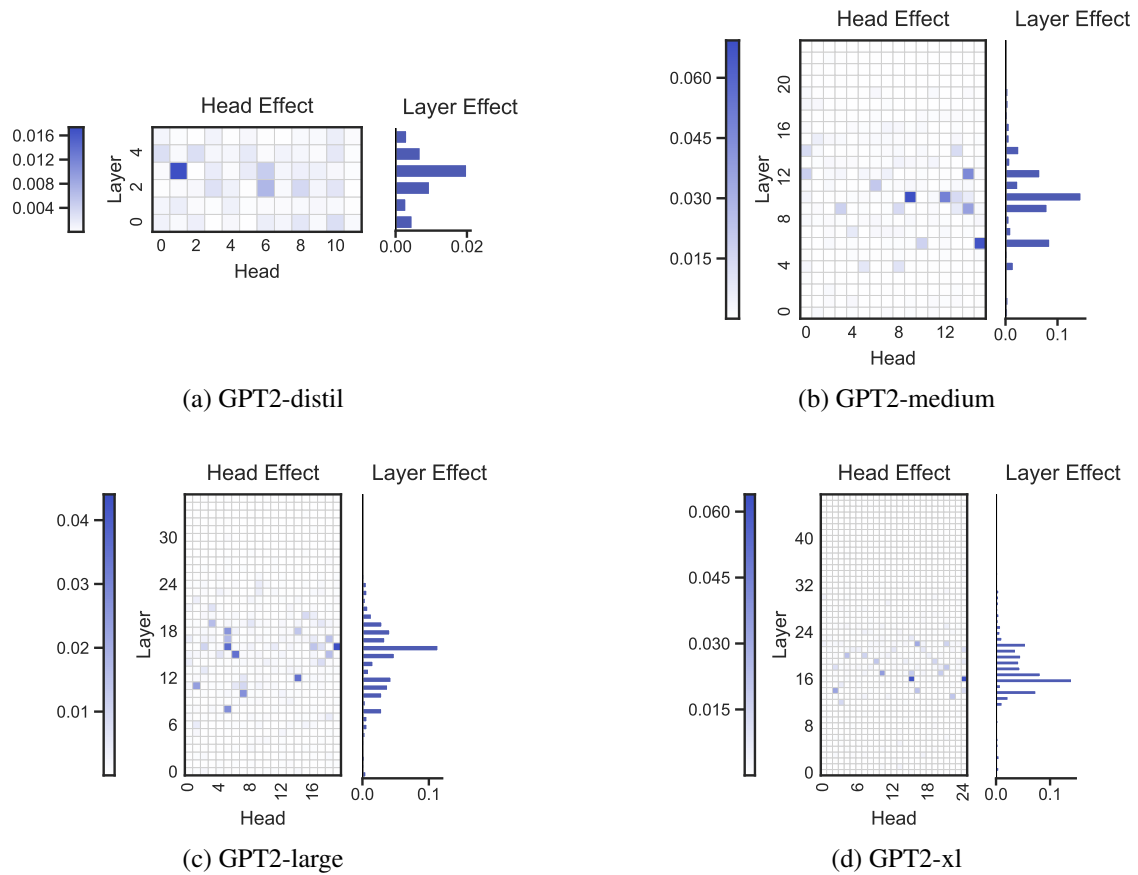 Head Effect
Layer Effect
0.016
0.012
0.008
0.004
Layer
4
2
0
0 2 4 6 8 10
Head
0.00 0.02
(a) GPT2-distil
Head Effect
Layer Effect
0.060
0.045
0.030
0.015
Layer
20
16
12
8
4
0
0 4 8 12
Head
0.0 0.1
(b) GPT2-medium
Head Effect
Layer Effect
0.04
0.03
0.02
0.01
Layer
30
24
18
12
6
0
0 4 8 12 16
Head
0.0 0.1
(c) GPT2-large
Head Effect
Layer Effect
0.060
0.045
0.030
0.015
Layer
40
32
24
16
8
0
0 6 12 18 24
Head
0.0 0.1
(d) GPT2-xl